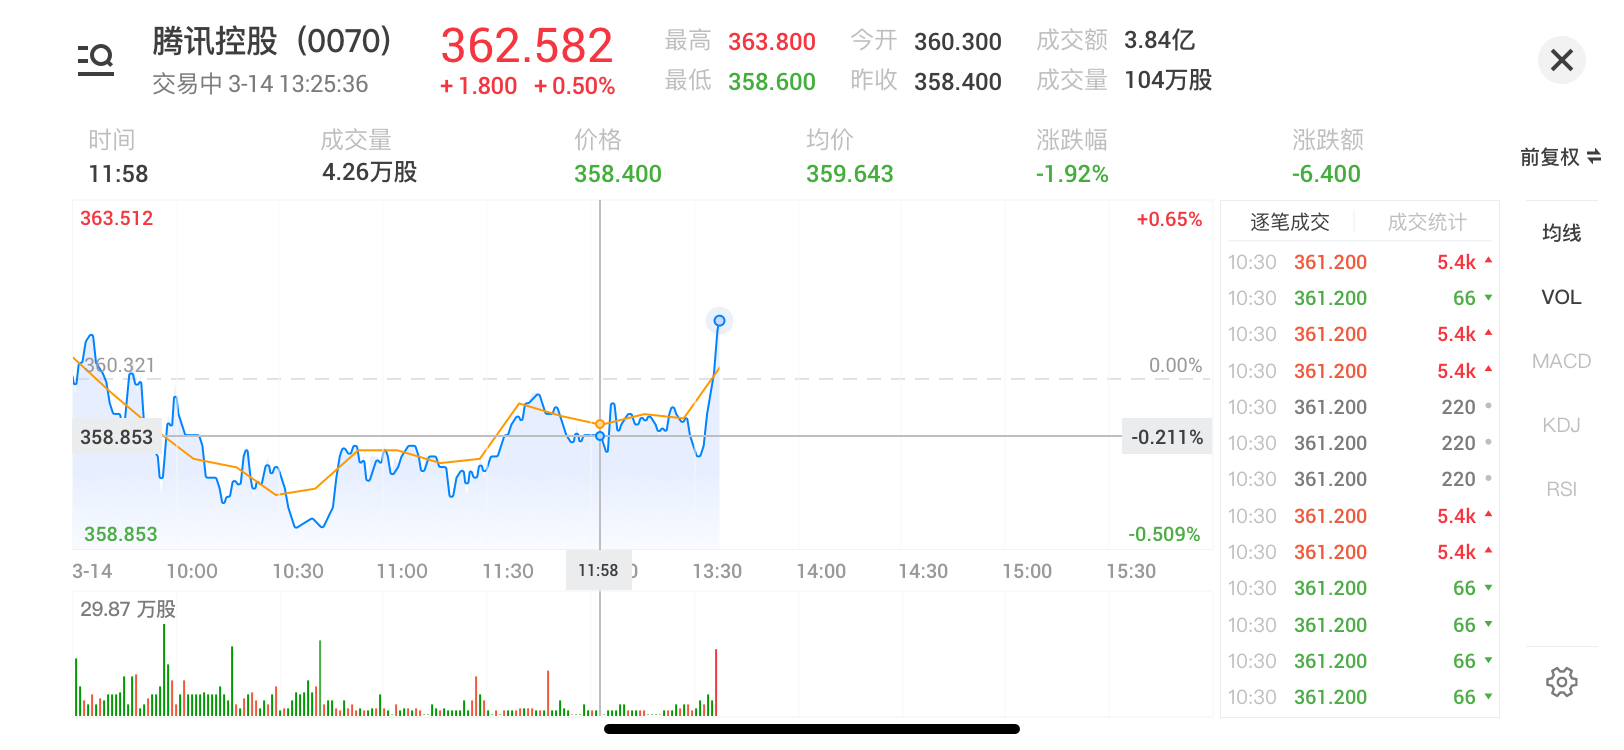 腾讯控股（0070）
交易中 3-14 13:25:36
362.582
+1.800 +0.50%
最高 363.800 今开 360.300 成交额 3.84亿
最低 358.600 昨收 358.400 成交量 104万股
时间 成交量 价格 均价 涨跌幅 涨跌额
11:58 4.26万股 358.400 359.643 -1.92% -6.400
前复权
363.512 +0.65%
360.321 0.00%
358.853 -0.211%
358.853 -0.509%
3-14 10:00 10:30 11:00 11:30 11:58 13:30 14:00 14:30 15:00 15:30
29.87 万股
逐笔成交 成交统计
10:30 361.200 5.4k
10:30 361.200 66
10:30 361.200 5.4k
10:30 361.200 5.4k
10:30 361.200 220
10:30 361.200 220
10:30 361.200 220
10:30 361.200 5.4k
10:30 361.200 5.4k
10:30 361.200 66
10:30 361.200 66
10:30 361.200 66
10:30 361.200 66
均线
VOL
MACD
KDJ
RSI